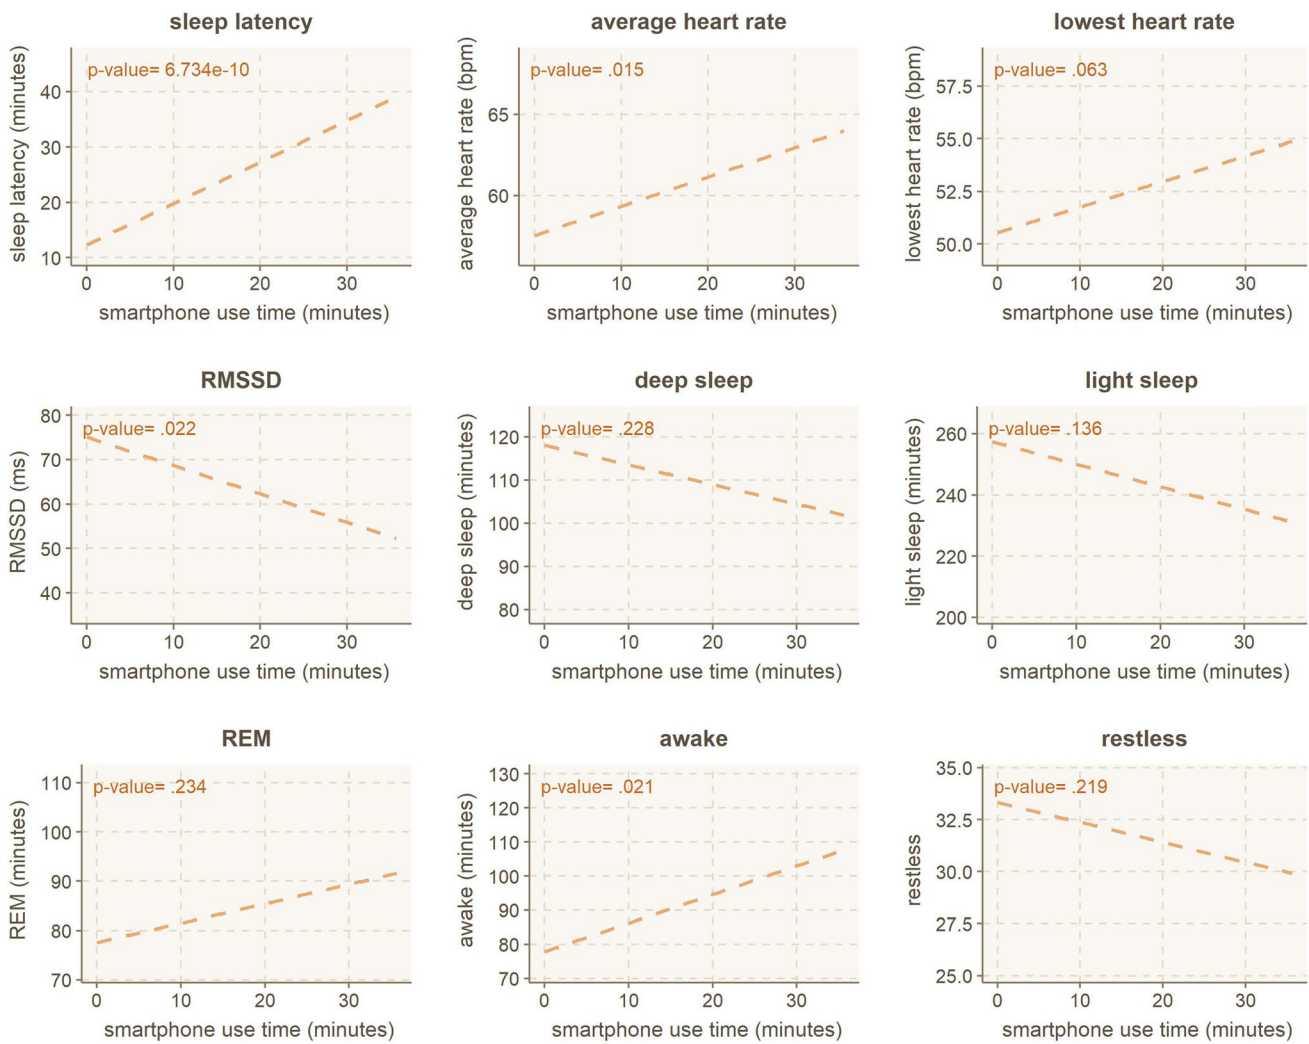 sleep latency
p-value= 6.734e-10
sleep latency (minutes)
40
30
20
10
0 10 20 30
smartphone use time (minutes)
average heart rate
p-value= .015
average heart rate (bpm)
65
60
0 10 20 30
smartphone use time (minutes)
lowest heart rate
p-value= .063
lowest heart rate (bpm)
57.5
55.0
52.5
50.0
0 10 20 30
smartphone use time (minutes)
RMSSD
p-value= .022
RMSSD (ms)
80
70
60
50
40
0 10 20 30
smartphone use time (minutes)
deep sleep
p-value= .228
deep sleep (minutes)
120
110
100
90
80
0 10 20 30
smartphone use time (minutes)
light sleep
p-value= .136
light sleep (minutes)
260
240
220
200
0 10 20 30
smartphone use time (minutes)
REM
p-value= .234
REM (minutes)
110
100
90
80
70
0 10 20 30
smartphone use time (minutes)
awake
p-value= .021
awake (minutes)
130
120
110
100
90
80
70
0 10 20 30
smartphone use time (minutes)
restless
p-value= .219
restless
35.0
32.5
30.0
27.5
25.0
0 10 20 30
smartphone use time (minutes)